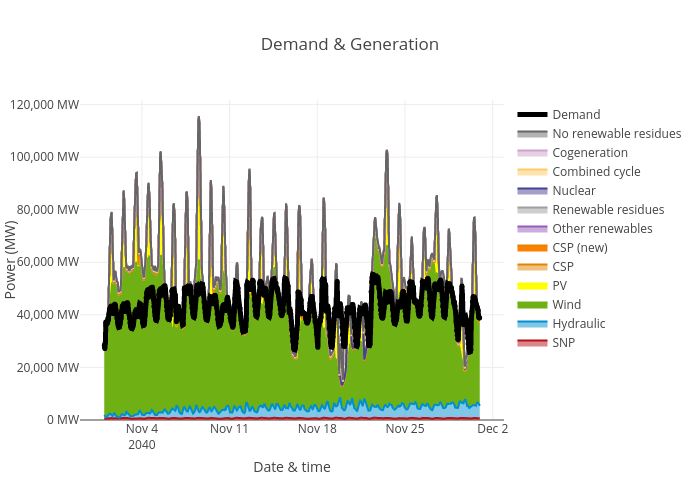 Demand & Generation
Power (MW)
120,000 MW
100,000 MW
80,000 MW
60,000 MW
40,000 MW
20,000 MW
0 MW
Nov 4
2040
Nov 11
Nov 18
Nov 25
Dec 2
Date & time
Demand
No renewable residues
Cogeneration
Combined cycle
Nuclear
Renewable residues
Other renewables
CSP (new)
CSP
PV
Wind
Hydraulic
SNP